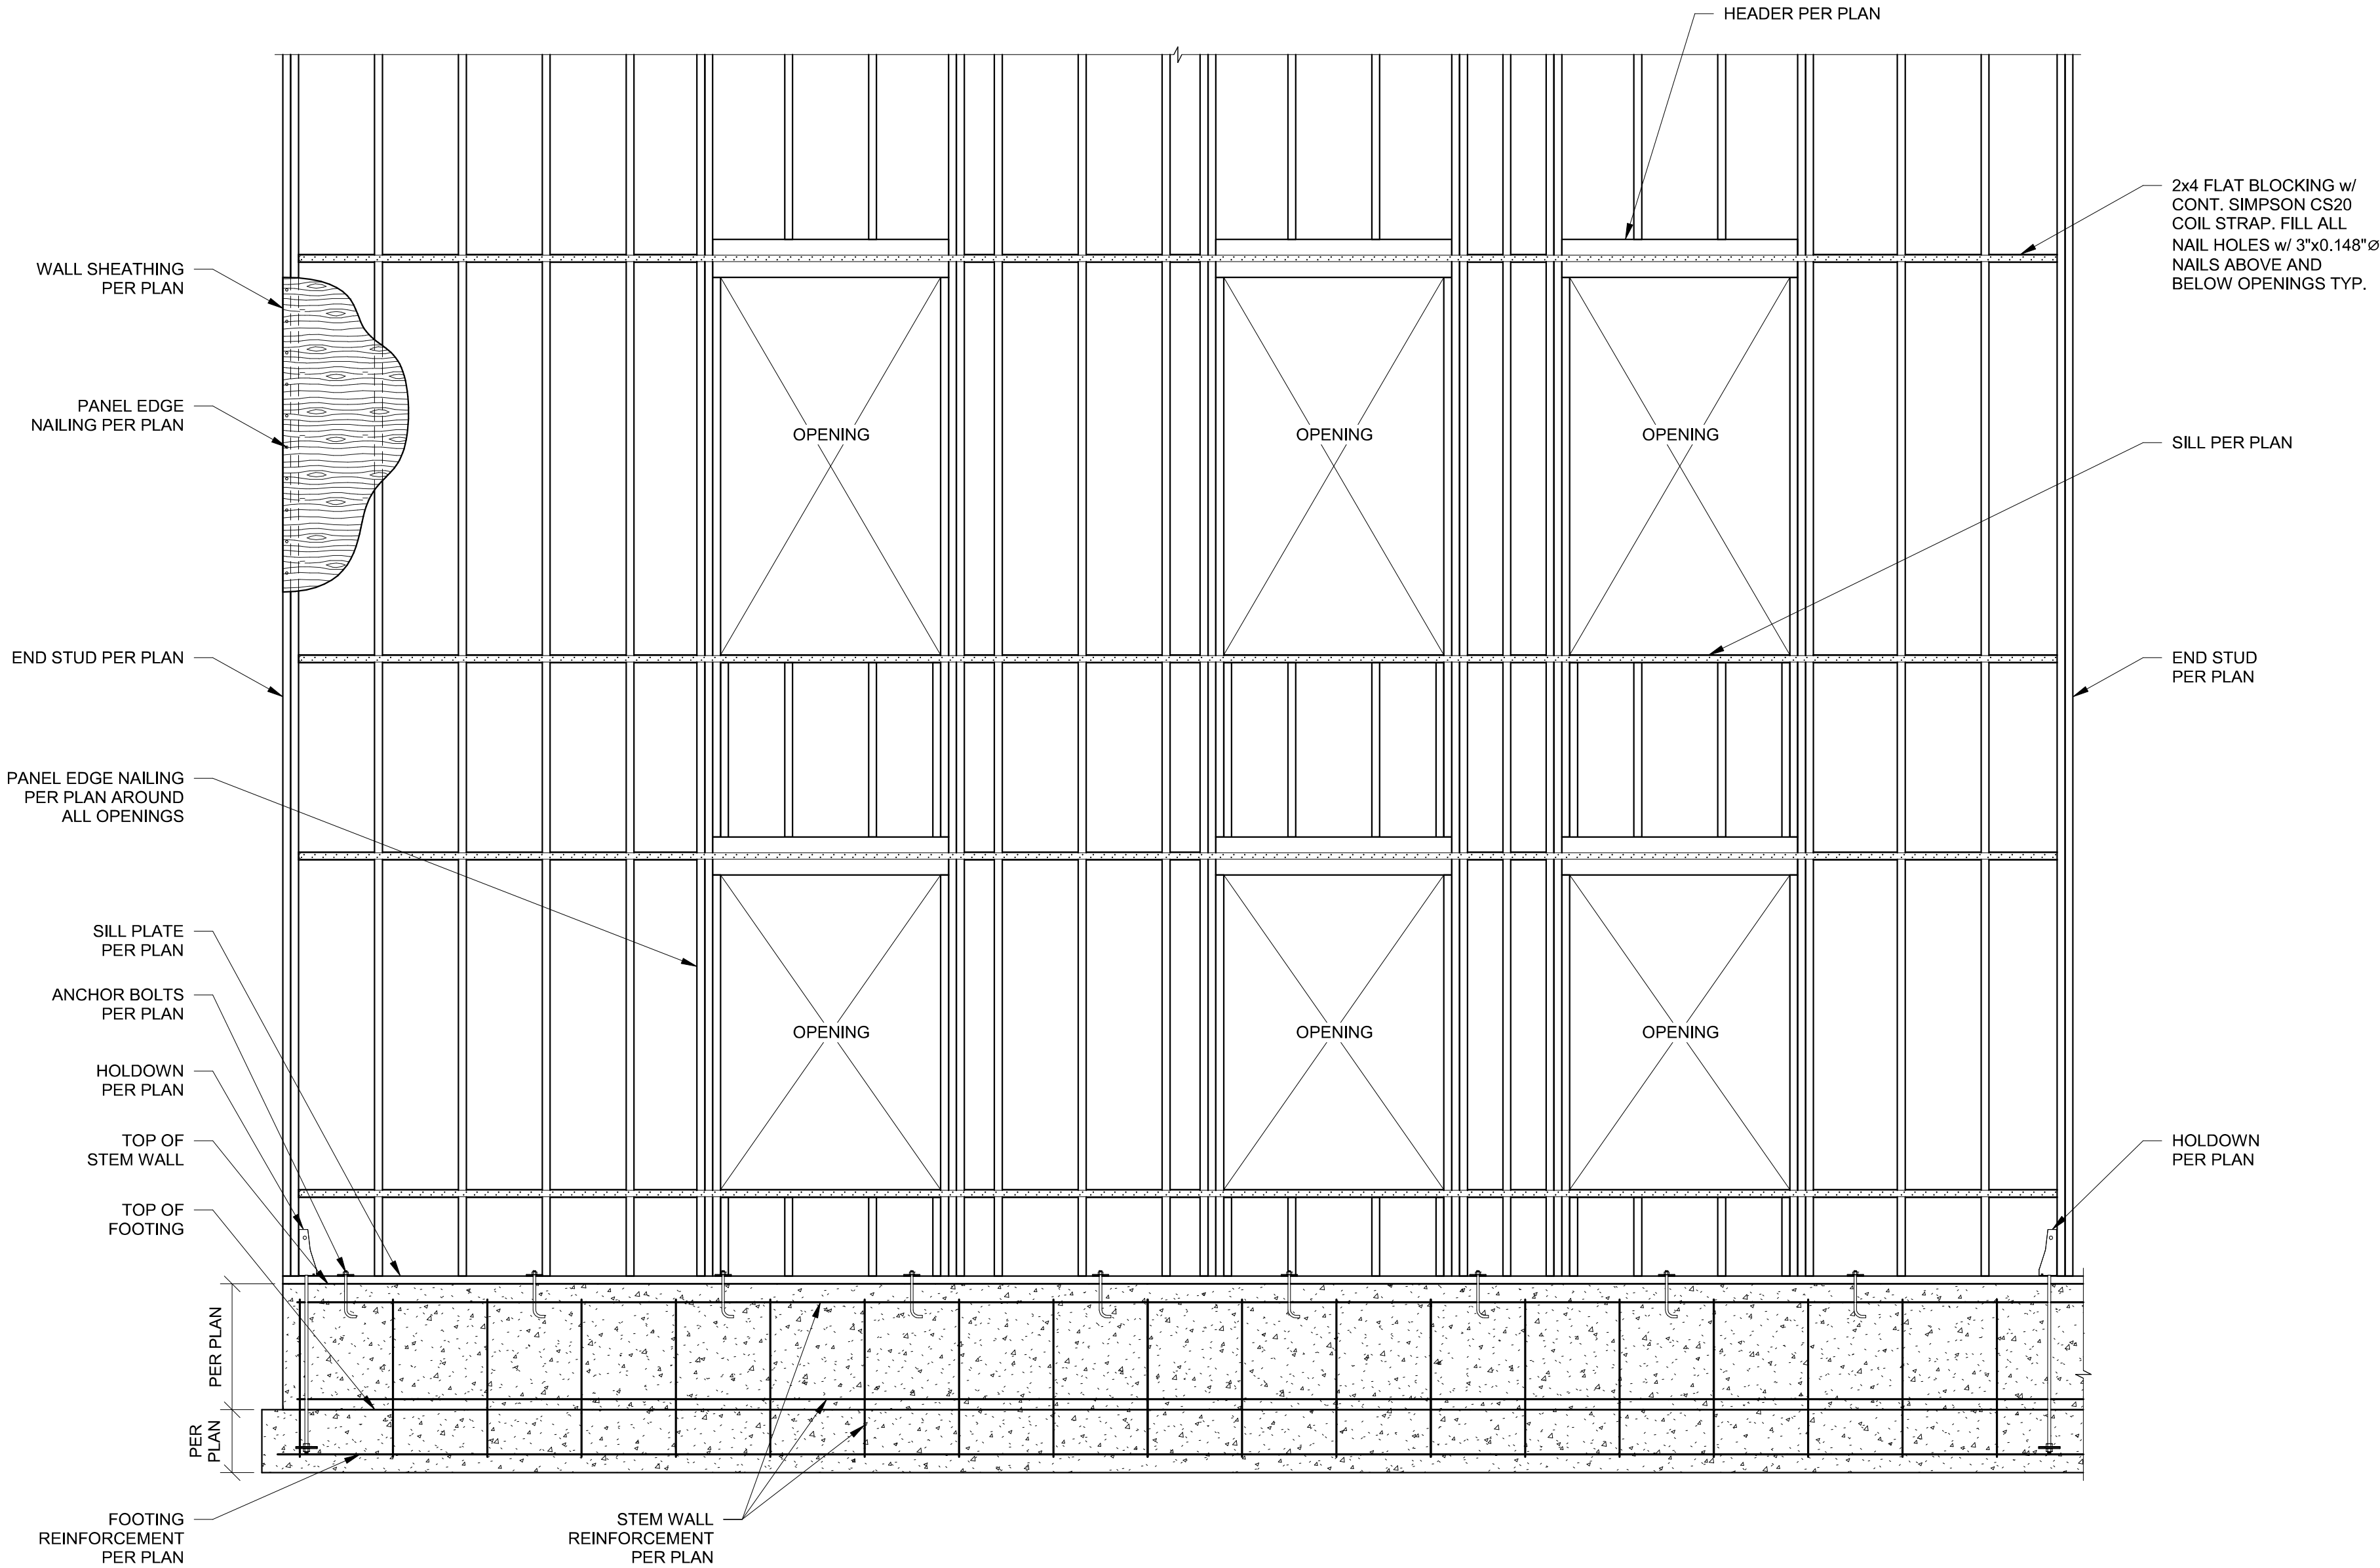 HEADER PER PLAN
2x4 FLAT BLOCKING w/
CONT. SIMPSON CS20
COIL STRAP. FILL ALL
NAIL HOLES w/ 3"x0.148"Ø
NAILS ABOVE AND
BELOW OPENINGS TYP.
WALL SHEATHING
PER PLAN
PANEL EDGE
NAILING PER PLAN
OPENING
OPENING
OPENING
SILL PER PLAN
END STUD PER PLAN
END STUD
PER PLAN
PANEL EDGE NAILING
PER PLAN AROUND
ALL OPENINGS
SILL PLATE
PER PLAN
ANCHOR BOLTS
PER PLAN
OPENING
OPENING
OPENING
HOLDOWN
PER PLAN
TOP OF
STEM WALL
HOLDOWN
PER PLAN
TOP OF
FOOTING
PER PLAN
PER
PLAN
FOOTING
REINFORCEMENT
PER PLAN
STEM WALL
REINFORCEMENT
PER PLAN